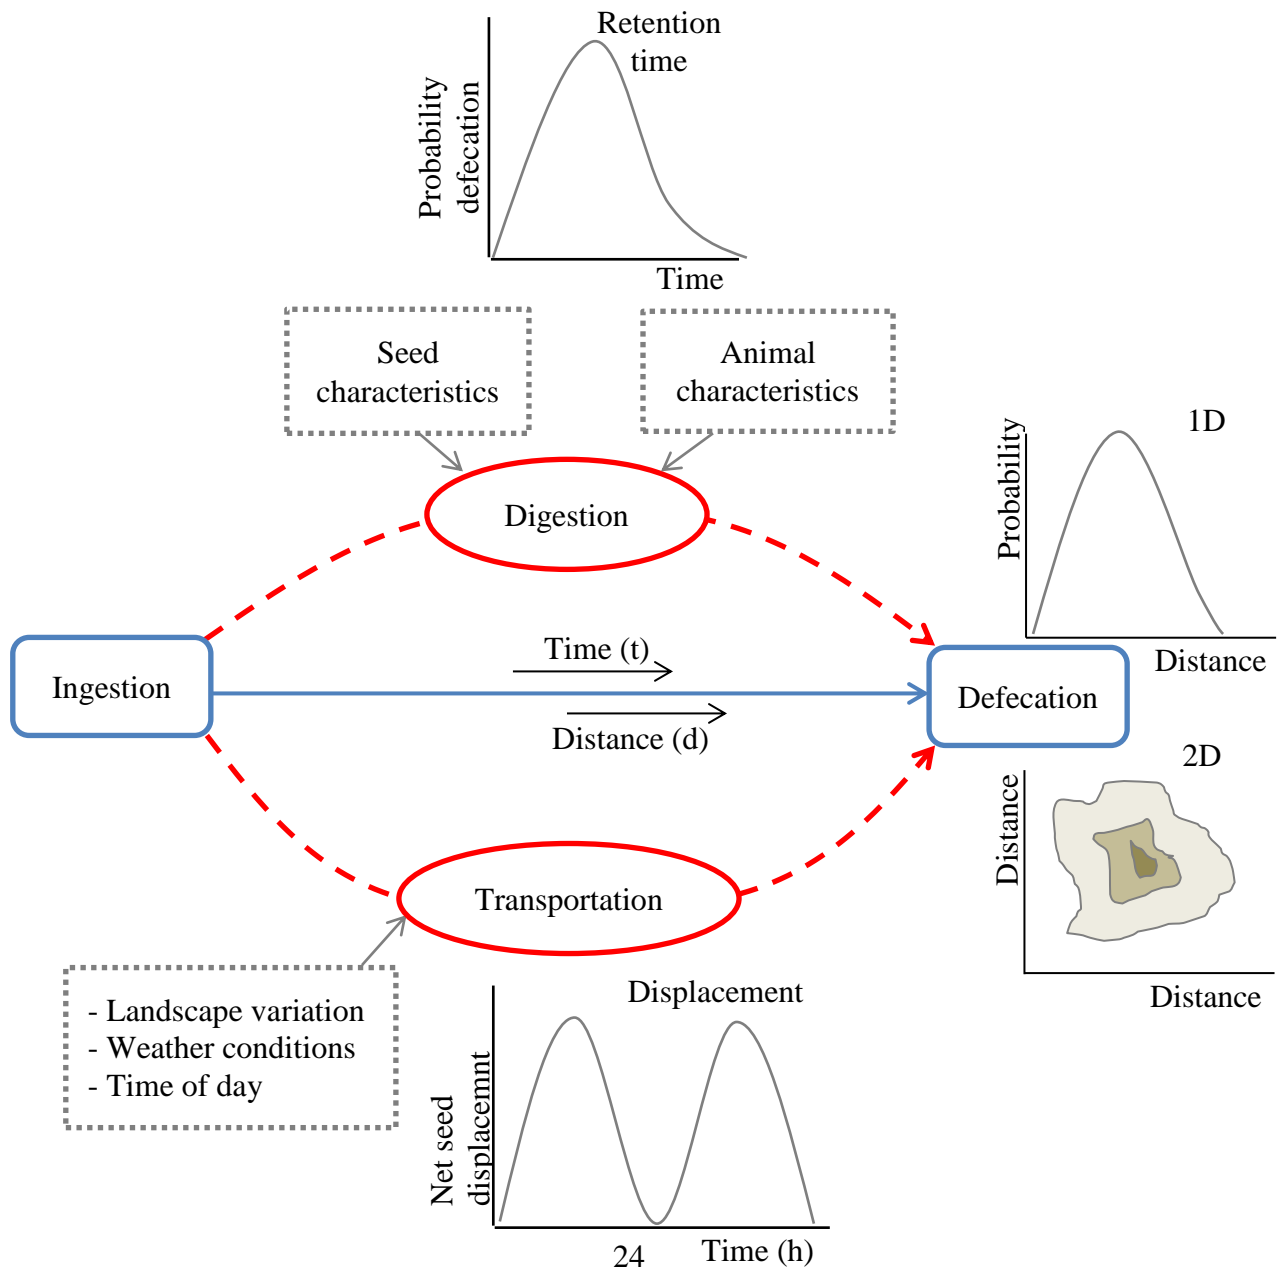 Retention
time
Probability
defecation
Time
Seed
characteristics
Animal
characteristics
1D
Probability
Distance
Digestion
Time (t)
Ingestion
Defecation
Distance (d)
2D
Distance
Distance
Transportation
- Landscape variation
- Weather conditions
- Time of day
Displacement
Net seed
displacemnt
24
Time (h)